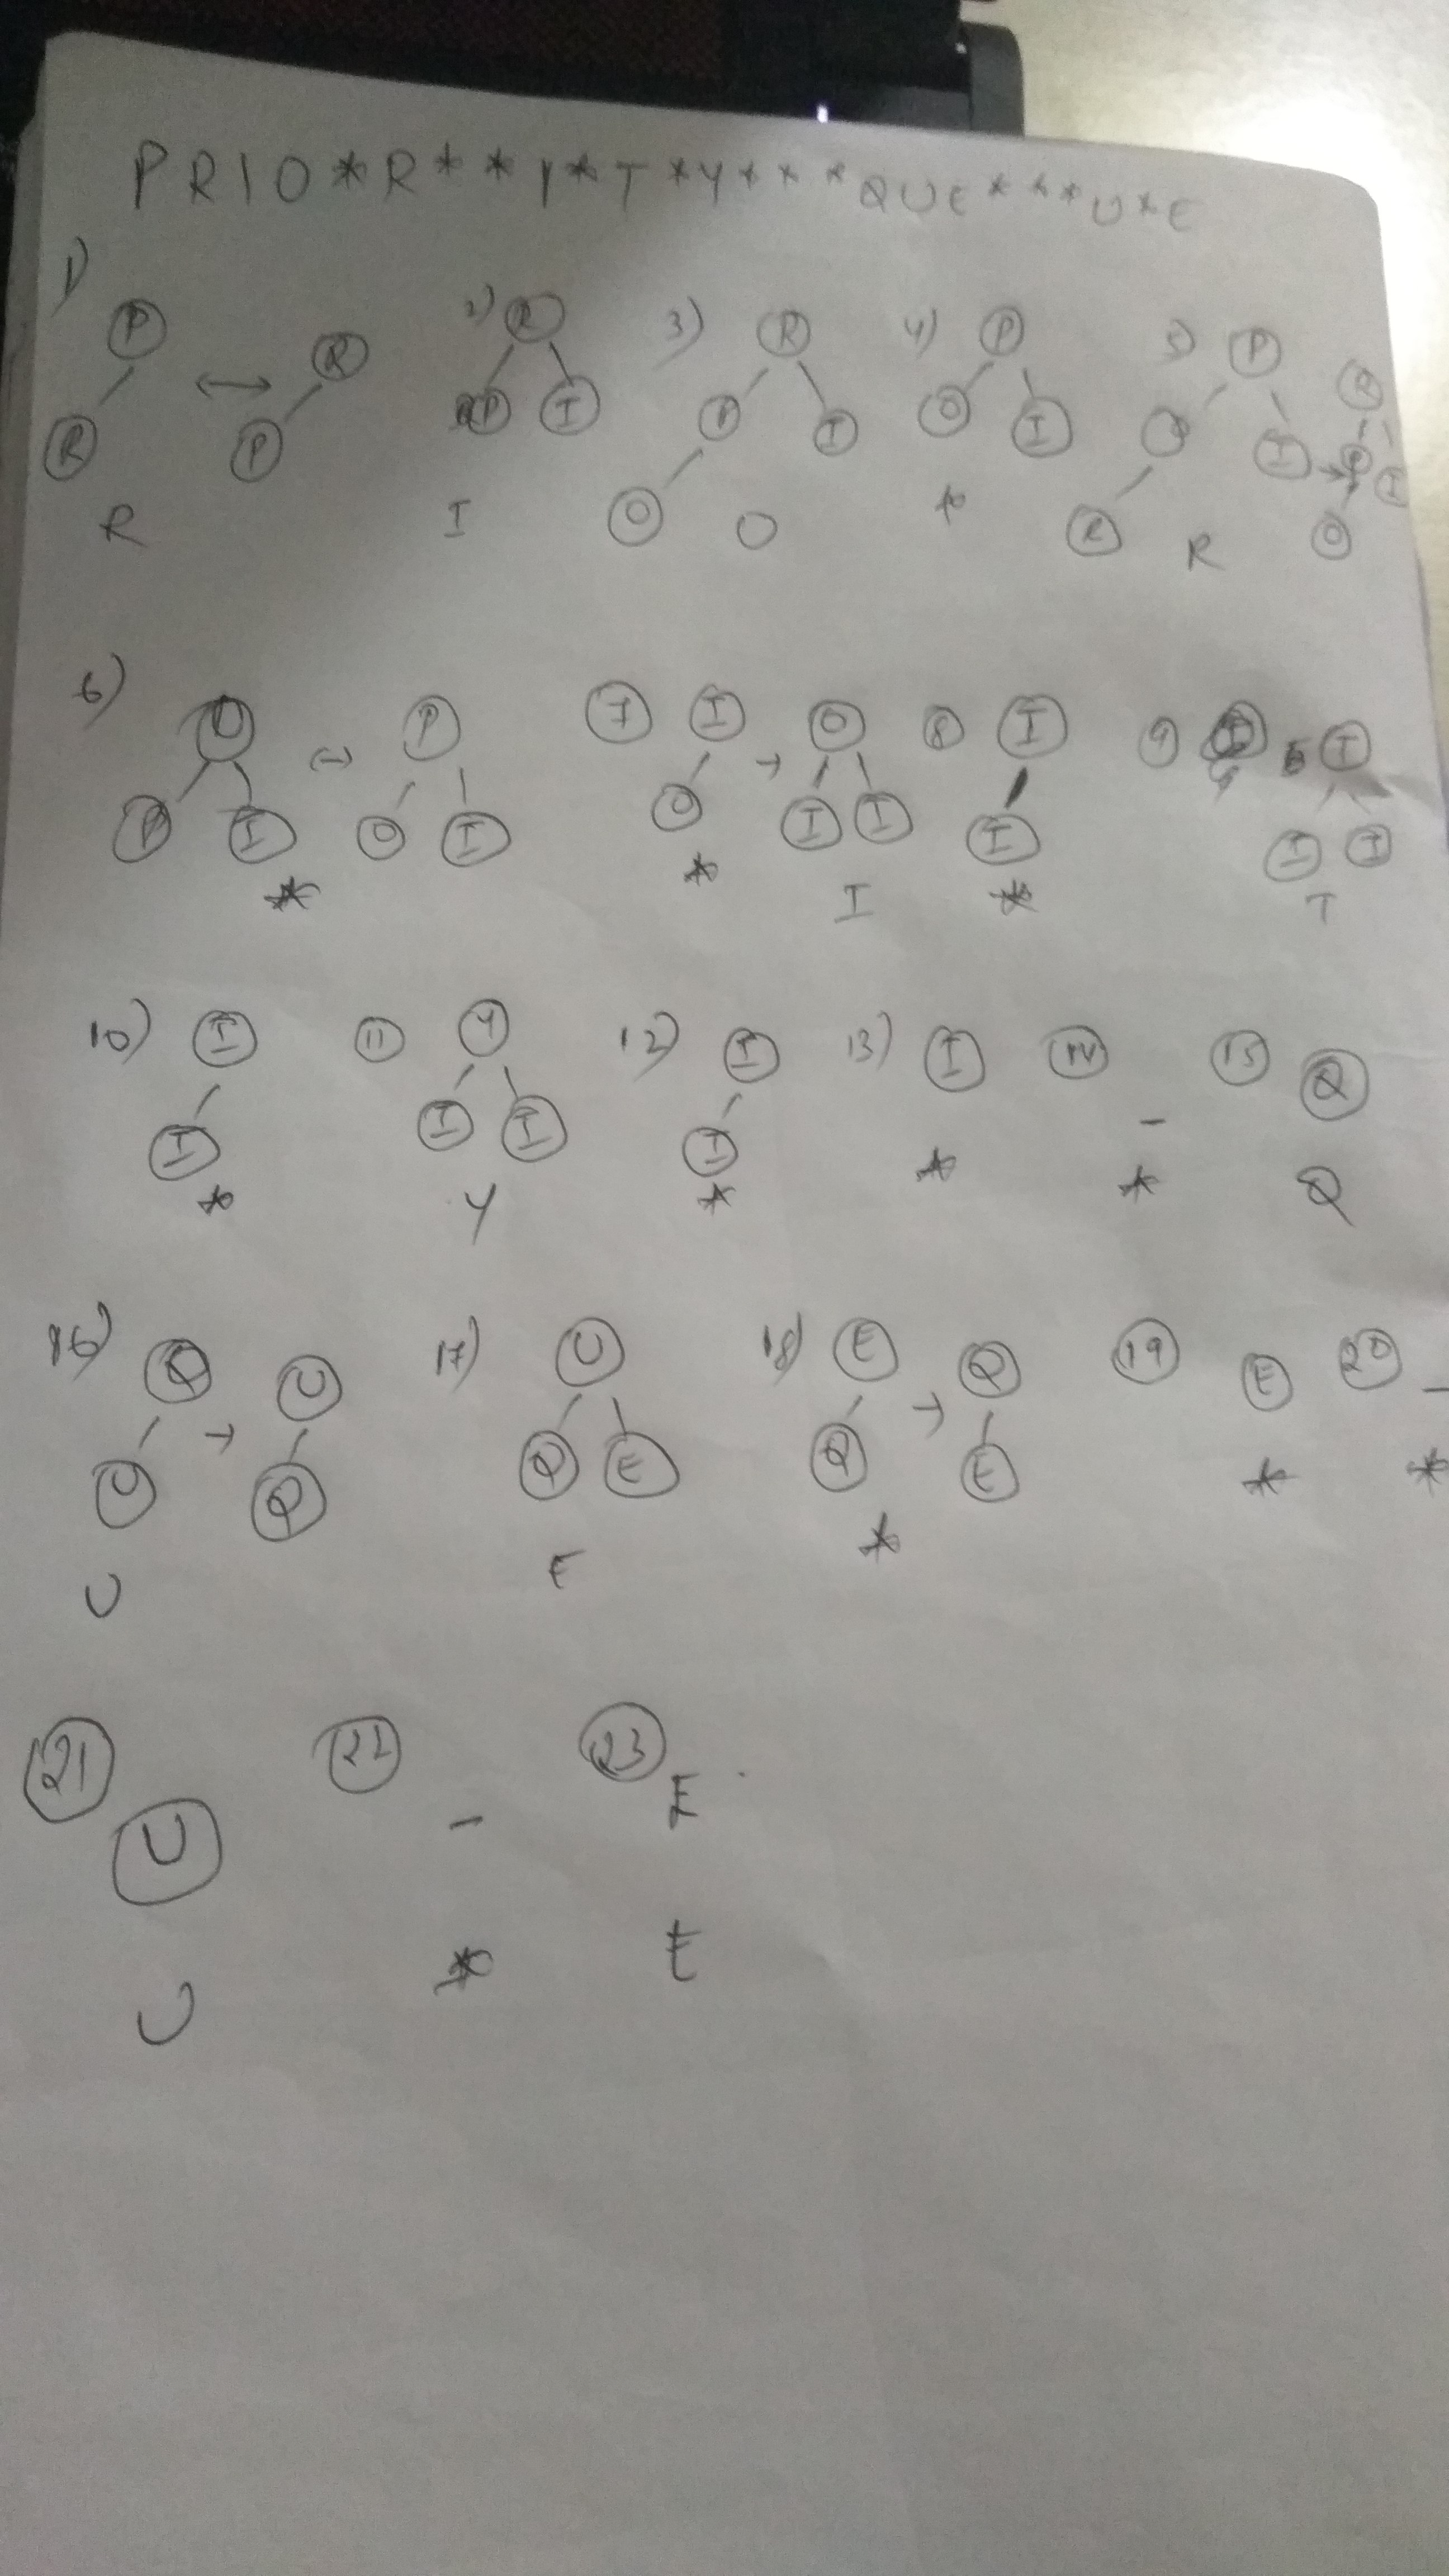 PRIO*R**I*T*Y***QUE***U*E
1) 2) 3) 4) 5)
P R R R P P R
R P P I P I O I O I P I
O R O
R I O * R
6) O P 7 I O 8 I 9 I
P I O I O I I I I I
* * I * T
10) I 11 Y 12) I 13) I 14 - 15 Q
I I I I
* Y * * * Q
16) Q U 17) U 18) E Q 19 E 20 -
U Q Q E Q E
U E * * *
21 22 23
U - E
U * E